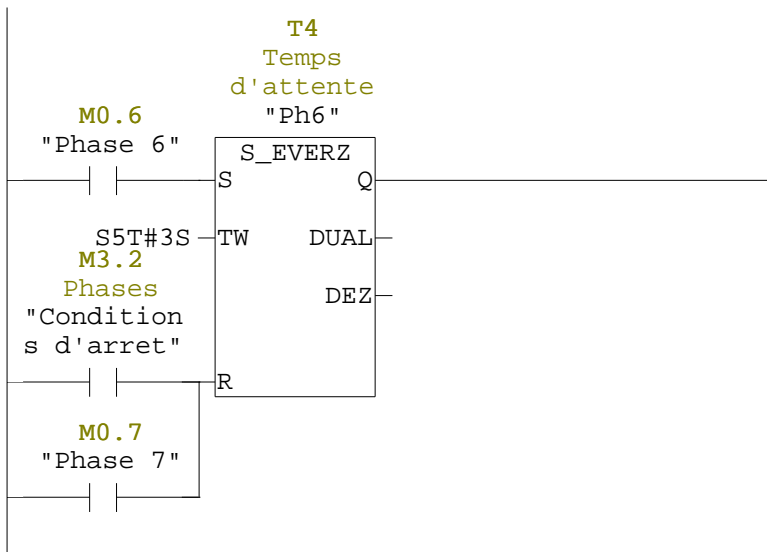 T4
Temps
d'attente
"Ph6"
M0.6
"Phase 6"
S_EVERZ
S
Q
S5T#3S
TW
DUAL
M3.2
Phases
"Condition
s d'arret"
DEZ
R
M0.7
"Phase 7"